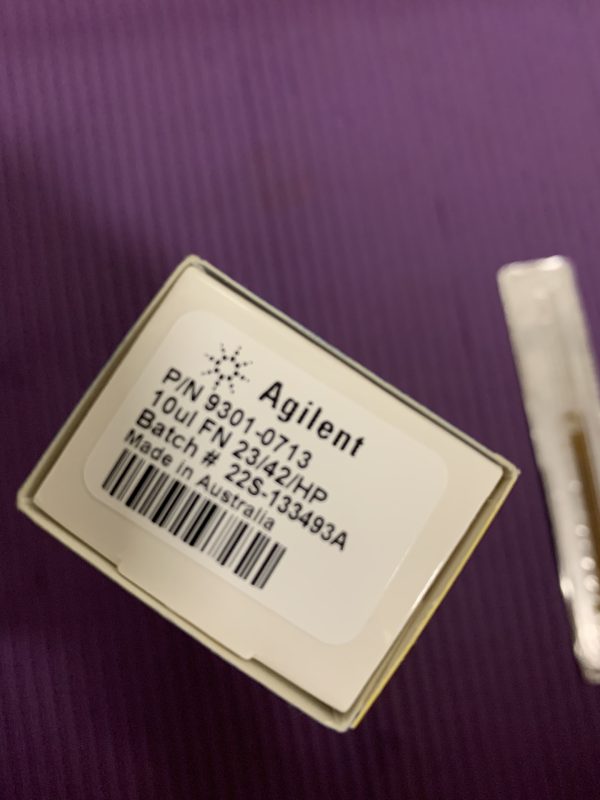 Agilent
P/N 9301-0713
10ul FN 23/42/HP
Batch # 22S-133493A
Made in Australia